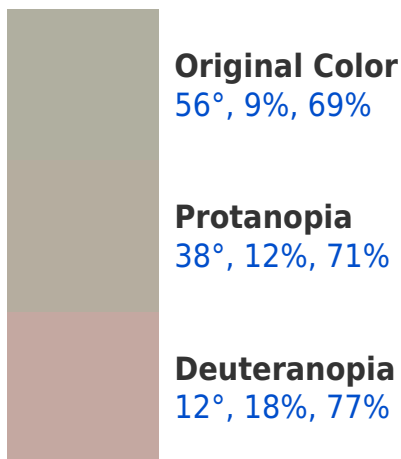 Original Color
56°, 9%, 69%
Protanopia
38°, 12%, 71%
Deuteranopia
12°, 18%, 77%